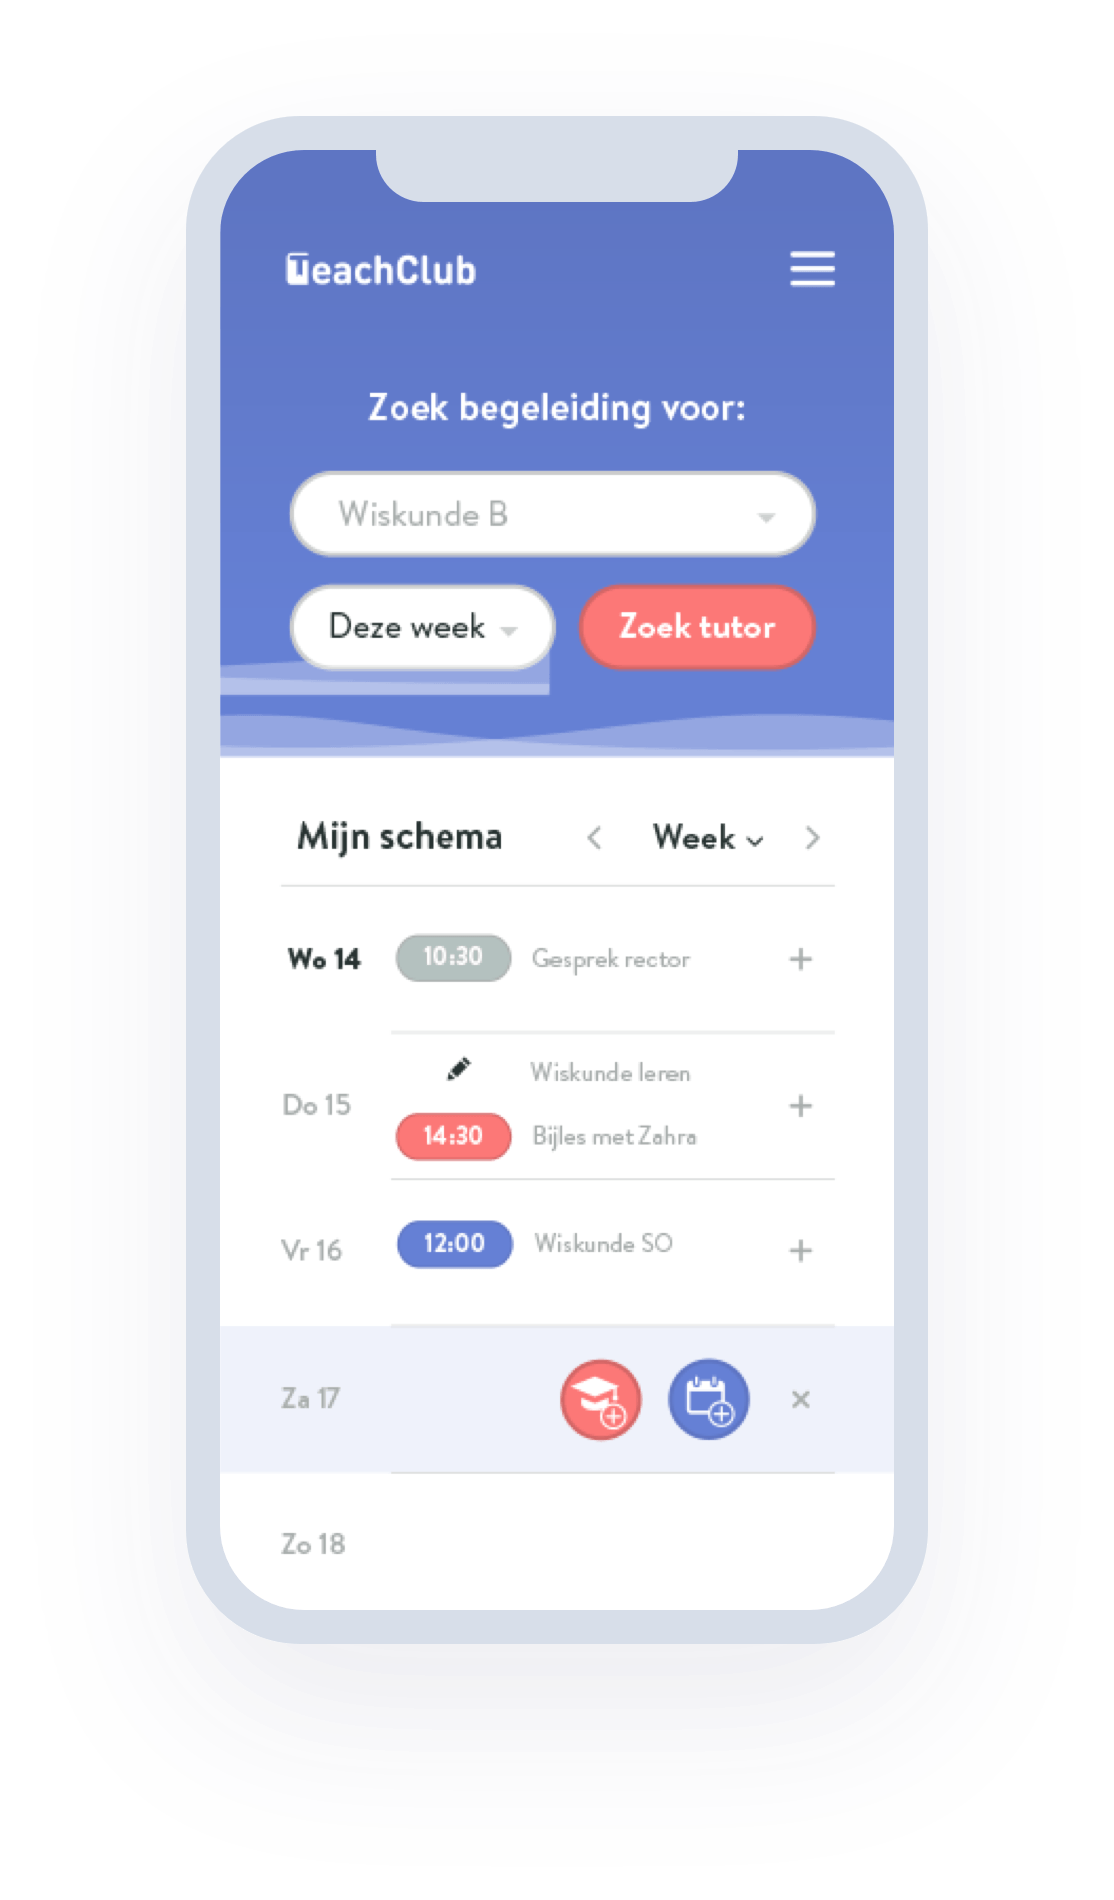 TeachClub
Zoek begeleiding voor:
Wiskunde B
Deze week
Zoek tutor
Mijn schema
Week
Wo 14
10:30
Gesprek rector
Do 15
Wiskunde leren
14:30
Bijles met Zahra
Vr 16
12:00
Wiskunde SO
Za 17
Zo 18